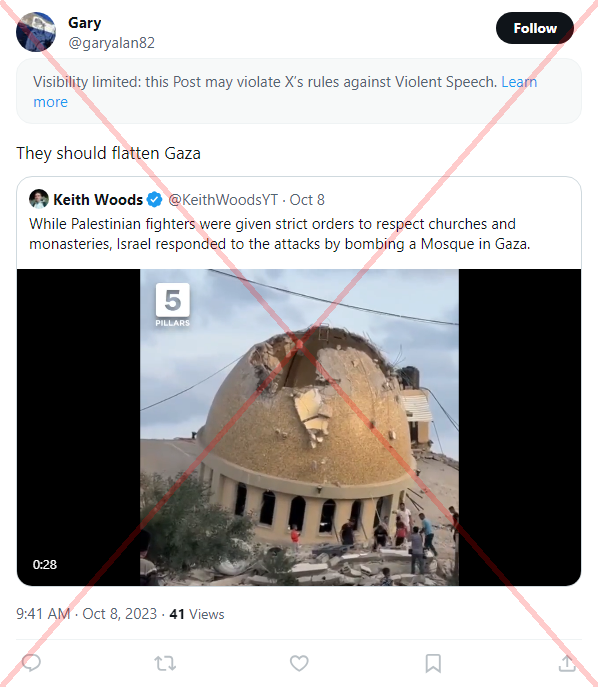 Gary
@garyalan82
Follow
Visibility limited: this Post may violate X's rules against Violent Speech. Learn
more
They should flatten Gaza
Keith Woods @KeithWoodsYT · Oct 8
While Palestinian fighters were given strict orders to respect churches and
monasteries, Israel responded to the attacks by bombing a Mosque in Gaza.
5
PILLARS
0:28
9:41 AM · Oct 8, 2023 · 41 Views